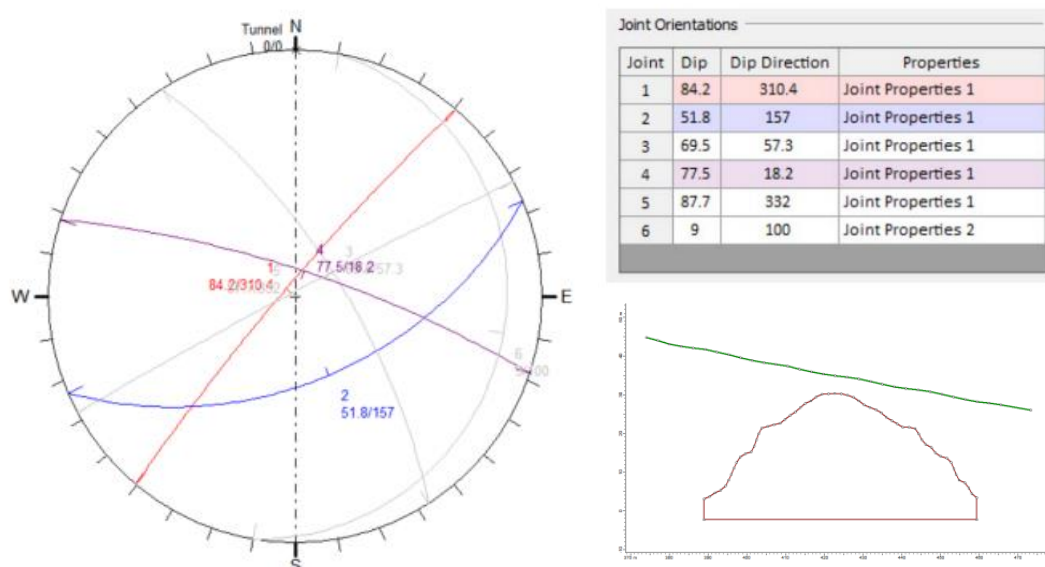 Tunnel N
0/0
W
E
S
4
77.5/18.2
3
1
84.2/310.4
2
51.8/157
6
Joint Orientations
Joint Dip Dip Direction Properties
1 84.2 310.4 Joint Properties 1
2 51.8 157 Joint Properties 1
3 69.5 57.3 Joint Properties 1
4 77.5 18.2 Joint Properties 1
5 87.7 332 Joint Properties 1
6 9 100 Joint Properties 2